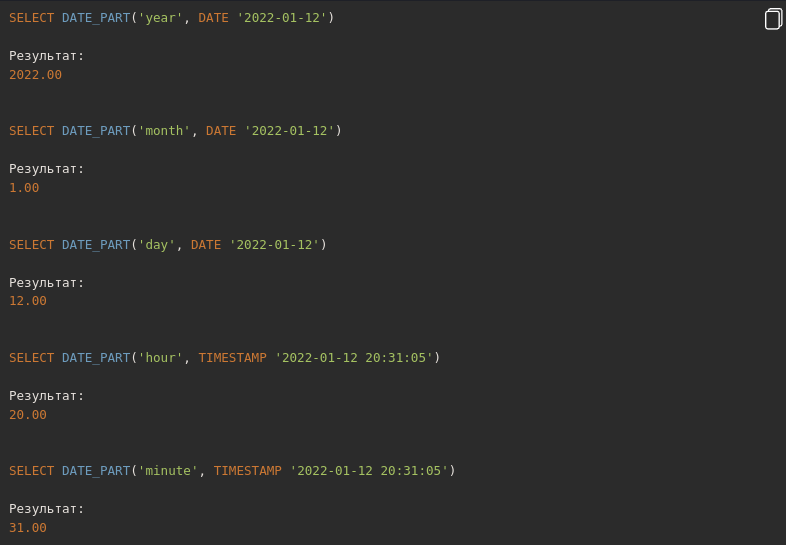 SELECT DATE_PART('year', DATE '2022-01-12')
Результат:
2022.00
SELECT DATE_PART('month', DATE '2022-01-12')
Результат:
1.00
SELECT DATE_PART('day', DATE '2022-01-12')
Результат:
12.00
SELECT DATE_PART('hour', TIMESTAMP '2022-01-12 20:31:05')
Результат:
20.00
SELECT DATE_PART('minute', TIMESTAMP '2022-01-12 20:31:05')
Результат:
31.00